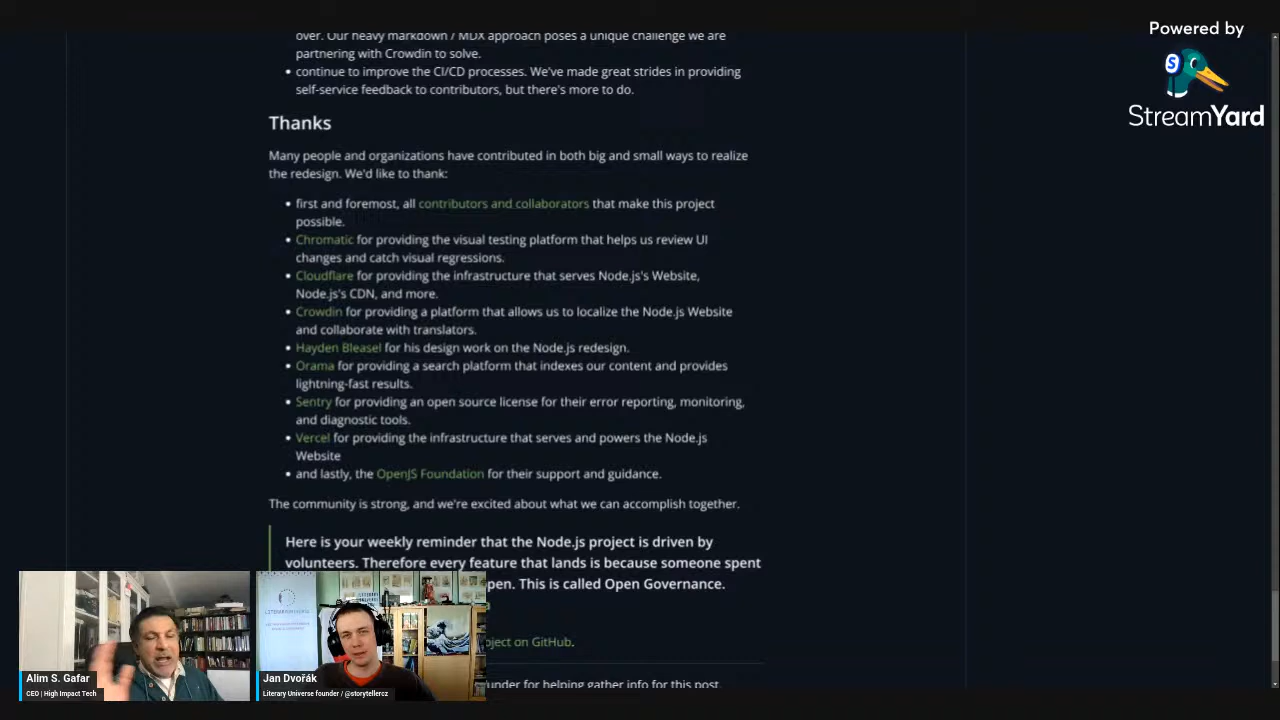 over. Our heavy markdown / MDX approach poses a unique challenge we are
partnering with Crowdin to solve.
• continue to improve the CI/CD processes. We've made great strides in providing
self-service feedback to contributors, but there's more to do.
Thanks
Many people and organizations have contributed in both big and small ways to realize
the redesign. We'd like to thank:
• first and foremost, all contributors and collaborators that make this project
possible.
• Chromatic for providing the visual testing platform that helps us review UI
changes and catch visual regressions.
• Cloudflare for providing the infrastructure that serves Node.js's Website,
Node.js's CDN, and more.
• Crowdin for providing a platform that allows us to localize the Node.js Website
and collaborate with translators.
• Hayden Bleasel for his design work on the Node.js redesign.
• Orama for providing a search platform that indexes our content and provides
lightning-fast results.
• Sentry for providing an open source license for their error reporting, monitoring,
and diagnostic tools.
• Vercel for providing the infrastructure that serves and powers the Node.js
Website
• and lastly, the OpenJS Foundation for their support and guidance.
The community is strong, and we're excited about what we can accomplish together.
Here is your weekly reminder that the Node.js project is driven by
volunteers. Therefore every feature that lands is because someone spent
pen. This is called Open Governance.
oject on GitHub.
under for helping gather info for this post.
Powered by
S
StreamYard
Alim S. Gafar
CEO | High Impact Tech
Jan Dvořák
Literary Universe founder / @storytellercz